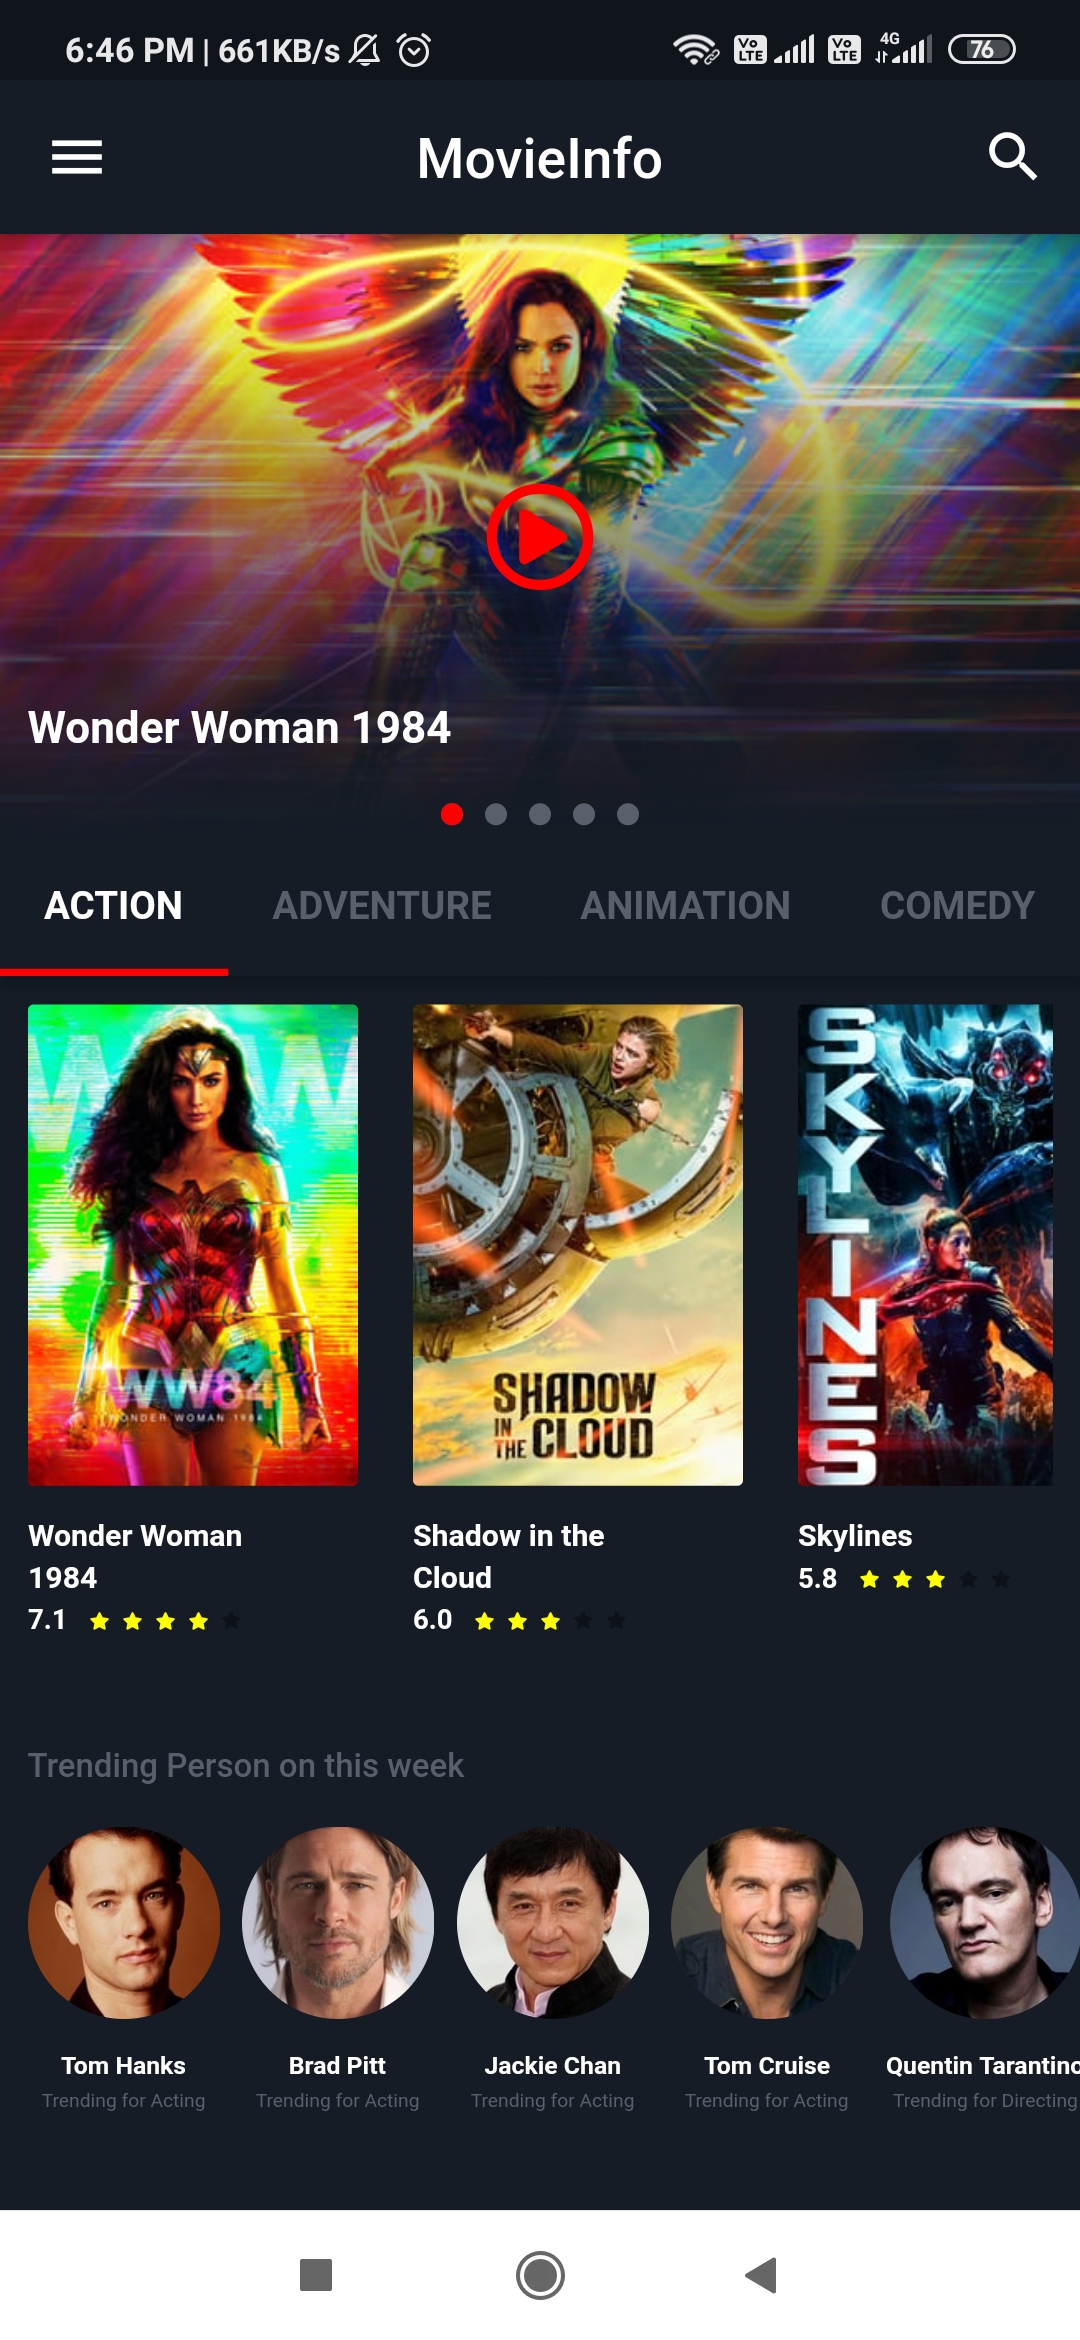 6:46 PM | 661KB/s
Vo LTE
Vo LTE
4G
76
MovieInfo
Wonder Woman 1984
ACTION
ADVENTURE
ANIMATION
COMEDY
WW84
WONDER WOMAN 1984
SHADOW
IN THE CLOUD
SKYLINES
Wonder Woman
1984
7.1
Shadow in the
Cloud
6.0
Skylines
5.8
Trending Person on this week
Tom Hanks
Trending for Acting
Brad Pitt
Trending for Acting
Jackie Chan
Trending for Acting
Tom Cruise
Trending for Acting
Quentin Tarantino
Trending for Directing